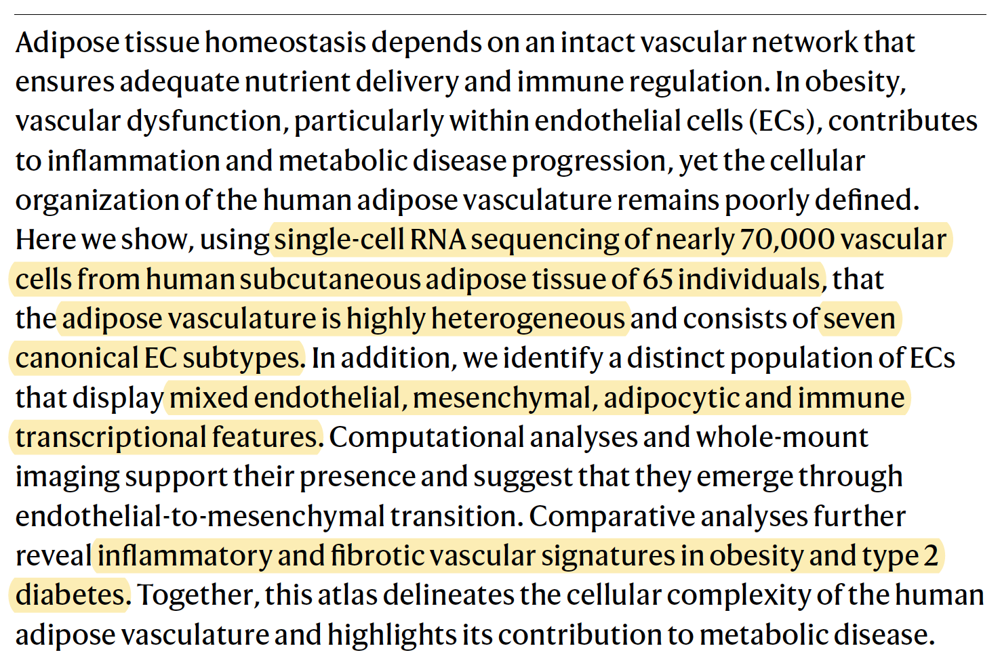 Adipose tissue homeostasis depends on an intact vascular network that
ensures adequate nutrient delivery and immune regulation. In obesity,
vascular dysfunction, particularly within endothelial cells (ECs), contributes
to inflammation and metabolic disease progression, yet the cellular
organization of the human adipose vasculature remains poorly defined.
Here we show, using single-cell RNA sequencing of nearly 70,000 vascular
cells from human subcutaneous adipose tissue of 65 individuals, that
the adipose vasculature is highly heterogeneous and consists of seven
canonical EC subtypes. In addition, we identify a distinct population of ECs
that display mixed endothelial, mesenchymal, adipocytic and immune
transcriptional features. Computational analyses and whole-mount
imaging support their presence and suggest that they emerge through
endothelial-to-mesenchymal transition. Comparative analyses further
reveal inflammatory and fibrotic vascular signatures in obesity and type 2
diabetes. Together, this atlas delineates the cellular complexity of the human
adipose vasculature and highlights its contribution to metabolic disease.